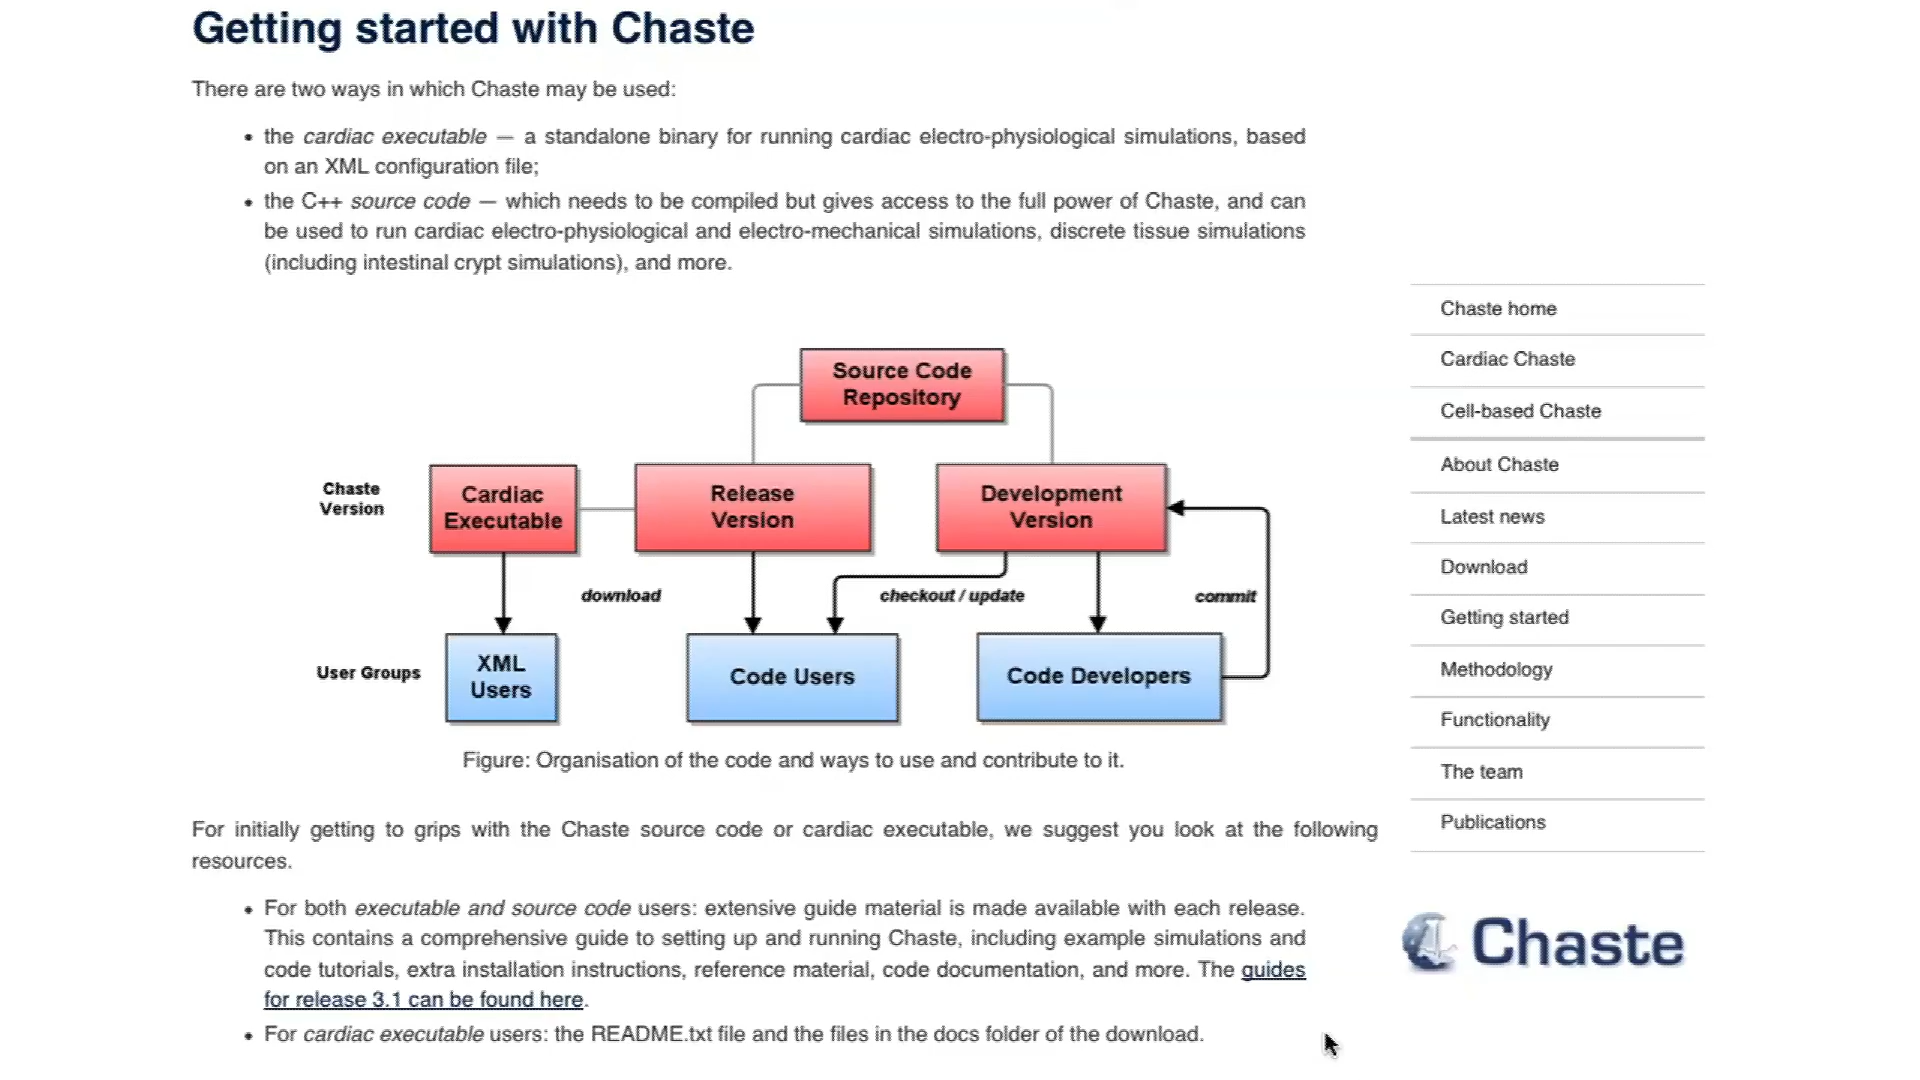 Getting started with Chaste
There are two ways in which Chaste may be used:
• the cardiac executable — a standalone binary for running cardiac electro-physiological simulations, based
on an XML configuration file;
• the C++ source code — which needs to be compiled but gives access to the full power of Chaste, and can
be used to run cardiac electro-physiological and electro-mechanical simulations, discrete tissue simulations
(including intestinal crypt simulations), and more.
Source Code
Repository
Chaste
Version
Cardiac
Executable
Release
Version
Development
Version
download
checkout / update
commit
User Groups
XML
Users
Code Users
Code Developers
Figure: Organisation of the code and ways to use and contribute to it.
For initially getting to grips with the Chaste source code or cardiac executable, we suggest you look at the following
resources.
• For both executable and source code users: extensive guide material is made available with each release.
This contains a comprehensive guide to setting up and running Chaste, including example simulations and
code tutorials, extra installation instructions, reference material, code documentation, and more. The guides
for release 3.1 can be found here.
• For cardiac executable users: the README.txt file and the files in the docs folder of the download.
Chaste home
Cardiac Chaste
Cell-based Chaste
About Chaste
Latest news
Download
Getting started
Methodology
Functionality
The team
Publications
Chaste